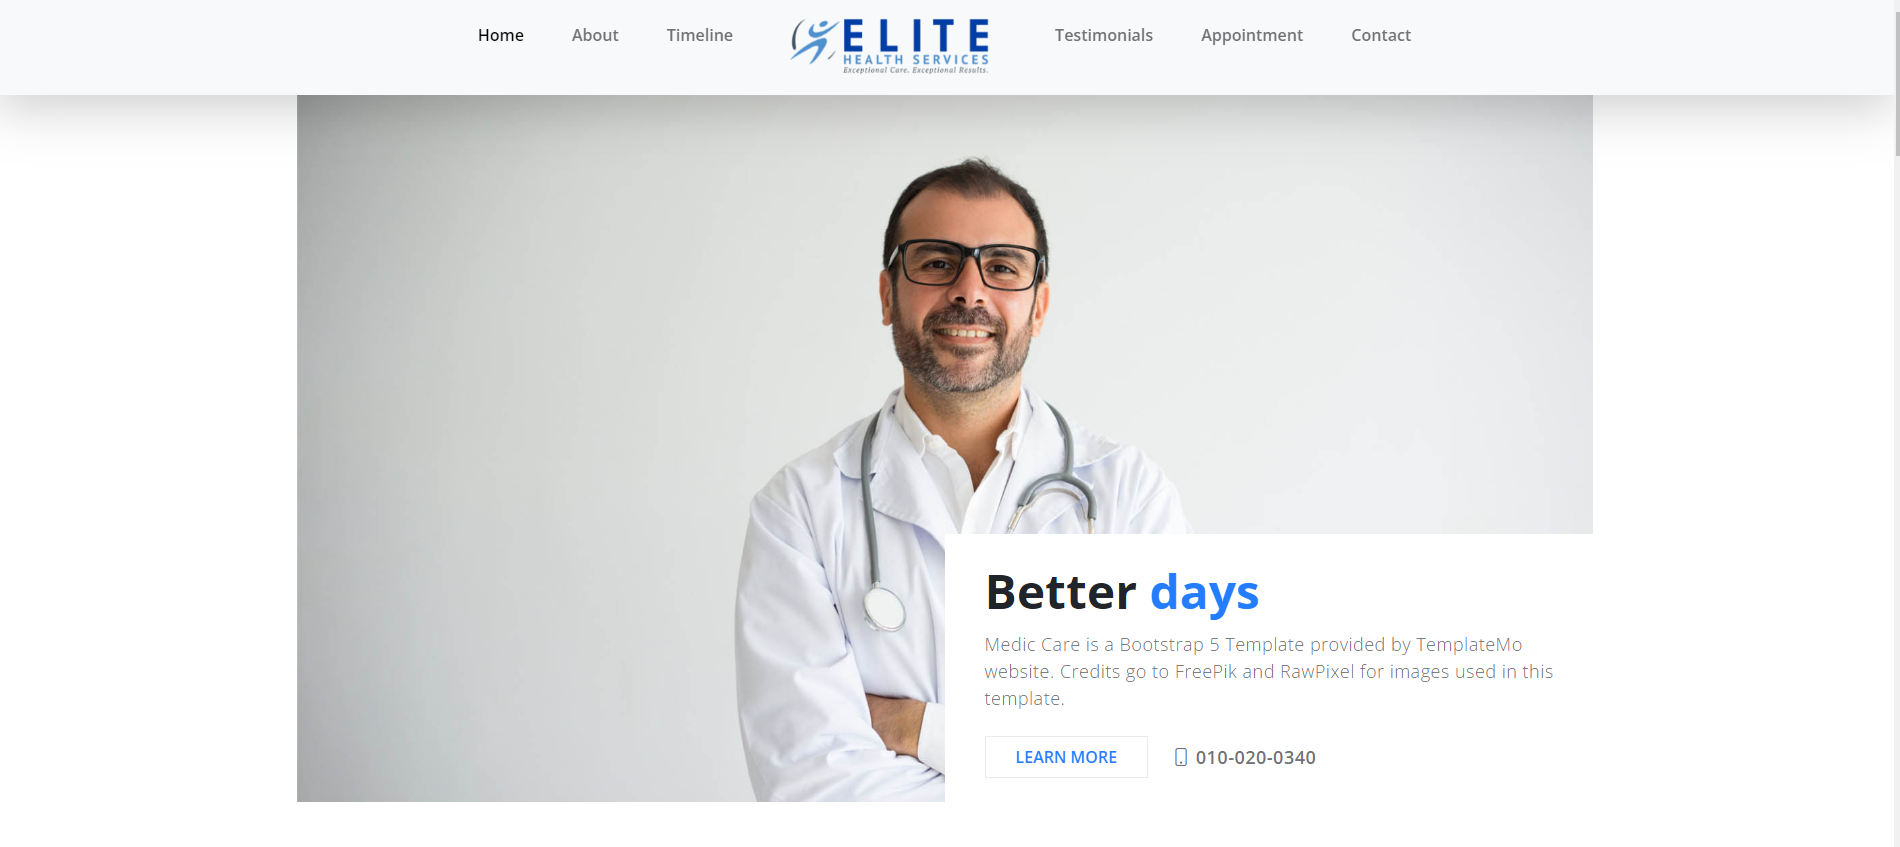 Home About Timeline
ELITE
HEALTH SERVICES
Exceptional Care. Exceptional Results.
Testimonials Appointment Contact
Better days
Medic Care is a Bootstrap 5 Template provided by TemplateMo
website. Credits go to FreePik and RawPixel for images used in this
template.
LEARN MORE
010-020-0340